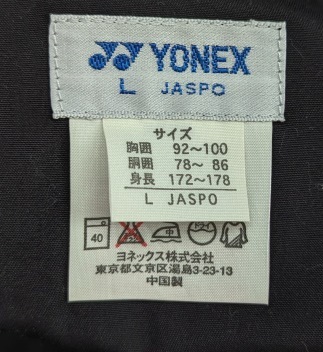 YONEX
L JASPO
サイズ
胸囲 92〜100
胴囲 78〜 86
身長 172〜178
L JASPO
40 中
ヨネックス株式会社
東京都文京区湯島3-23-13
中国製